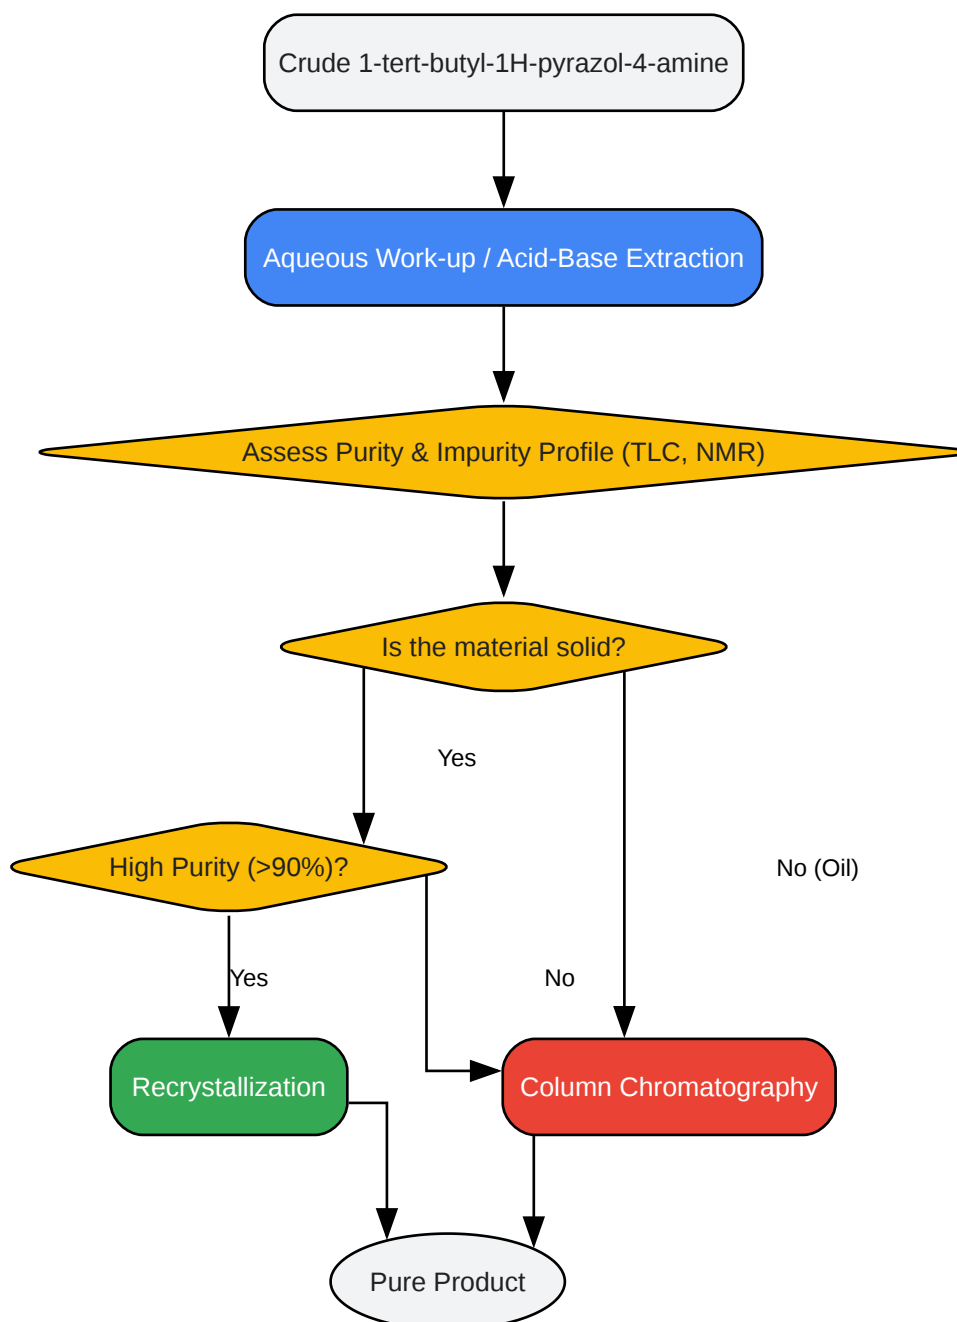 Crude 1-tert-butyl-1H-pyrazol-4-amine
Aqueous Work-up / Acid-Base Extraction
Assess Purity & Impurity Profile (TLC, NMR)
Is the material solid?
Yes
High Purity (>90%)?
No (Oil)
Yes
No
Recrystallization
Column Chromatography
Pure Product